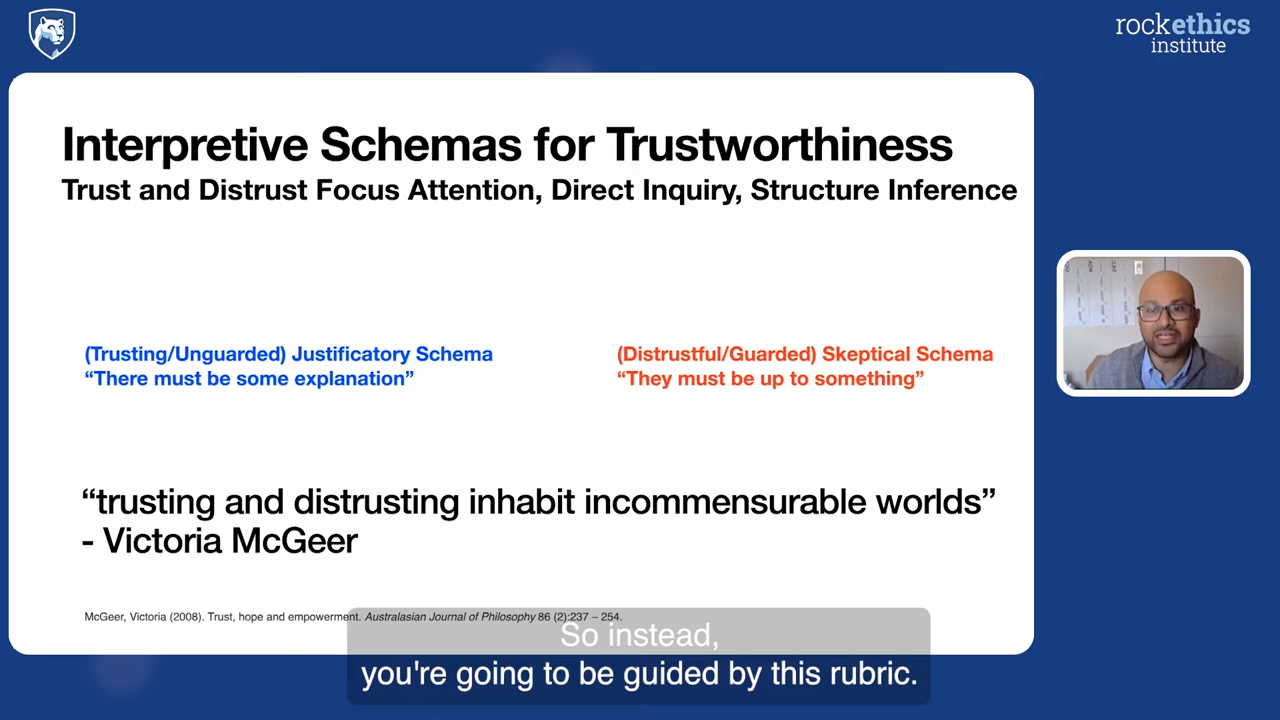 rockethics
institute
Interpretive Schemas for Trustworthiness
Trust and Distrust Focus Attention, Direct Inquiry, Structure Inference
(Trusting/Unguarded) Justificatory Schema
“There must be some explanation”
(Distrustful/Guarded) Skeptical Schema
“They must be up to something”
“trusting and distrusting inhabit incommensurable worlds”
- Victoria McGeer
McGeer, Victoria (2008). Trust, hope and empowerment. Australasian Journal of Philosophy 86 (2):237 – 254.
So instead,
you're going to be guided by this rubric.